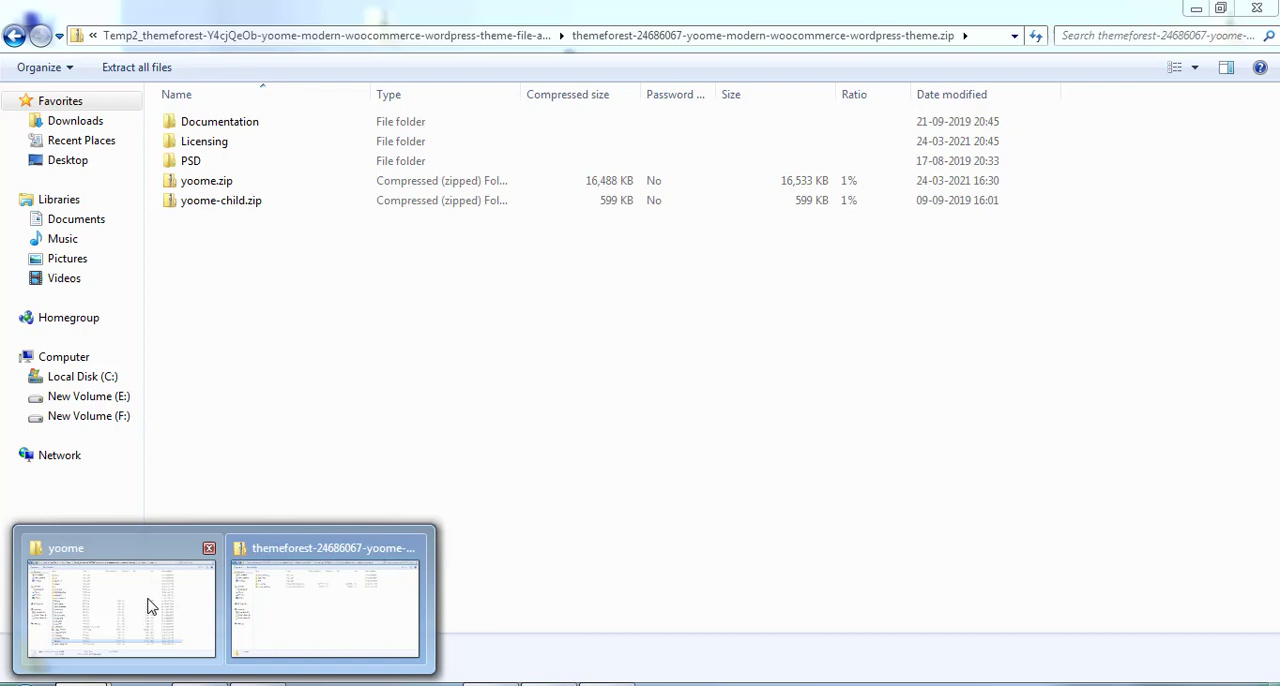 « Temp2_themeforest-Y4cjQeOb-yoome-modern-woocommerce-wordpress-theme-file-a... ▸ themeforest-24686067-yoome-modern-woocommerce-wordpress-theme.zip ▸ Search themeforest-24686067-yoome-...
Organize Extract all files
Name Type Compressed size Password ... Size Ratio Date modified
Favorites
Downloads
Recent Places
Desktop
Libraries
Documents
Music
Pictures
Videos
Homegroup
Computer
Local Disk (C:)
New Volume (E:)
New Volume (F:)
Network
Documentation File folder 21-09-2019 20:45
Licensing File folder 24-03-2021 20:45
PSD File folder 17-08-2019 20:33
yoome.zip Compressed (zipped) Fol... 16,488 KB No 16,533 KB 1% 24-03-2021 16:30
yoome-child.zip Compressed (zipped) Fol... 599 KB No 599 KB 1% 09-09-2019 16:01
yoome themeforest-24686067-yoome-...